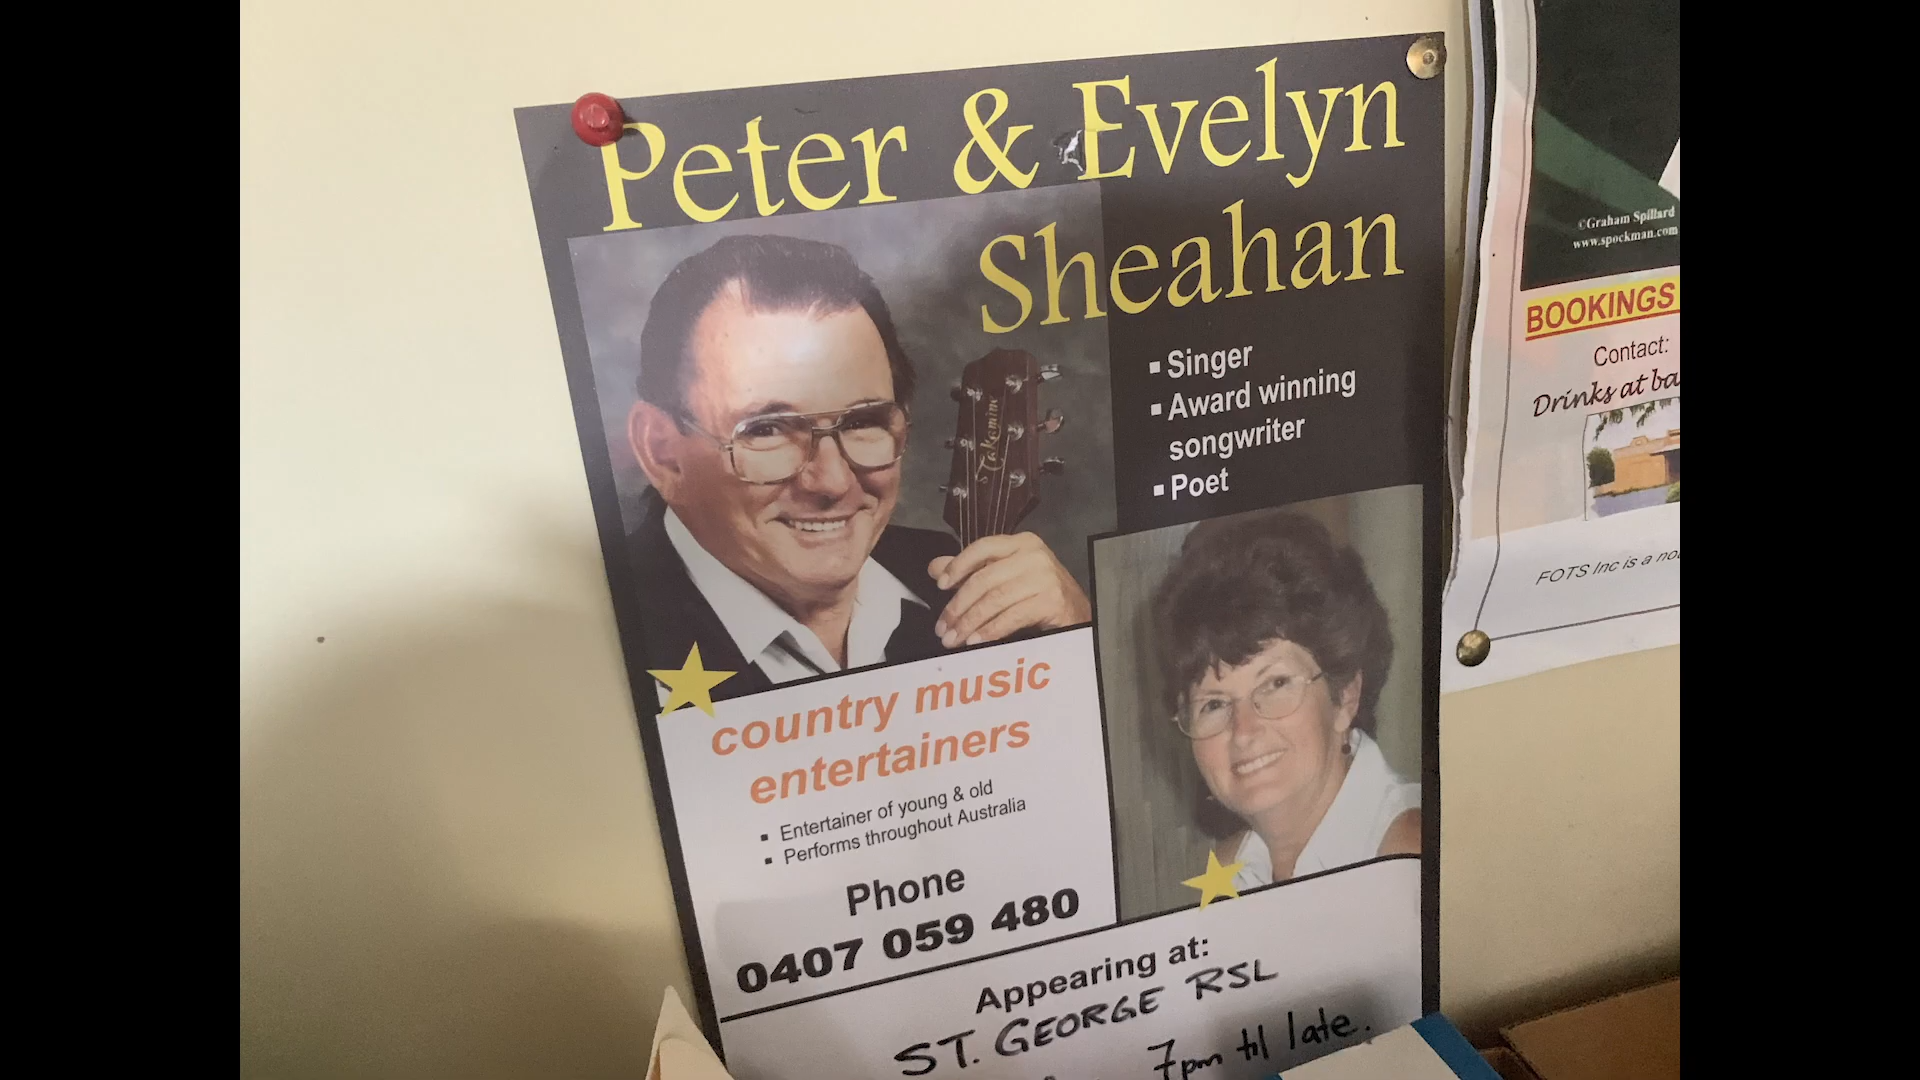 Peter & Evelyn
Sheahan
Singer
Award winning
songwriter
Poet
Takamine
country music
entertainers
Entertainer of young & old
Performs throughout Australia
Phone
0407 059 480
Appearing at:
ST. GEORGE RSL
7pm til late.
©Graham Spillard
www.spockman.com
BOOKINGS
Contact:
Drinks at
FOTS Inc is a